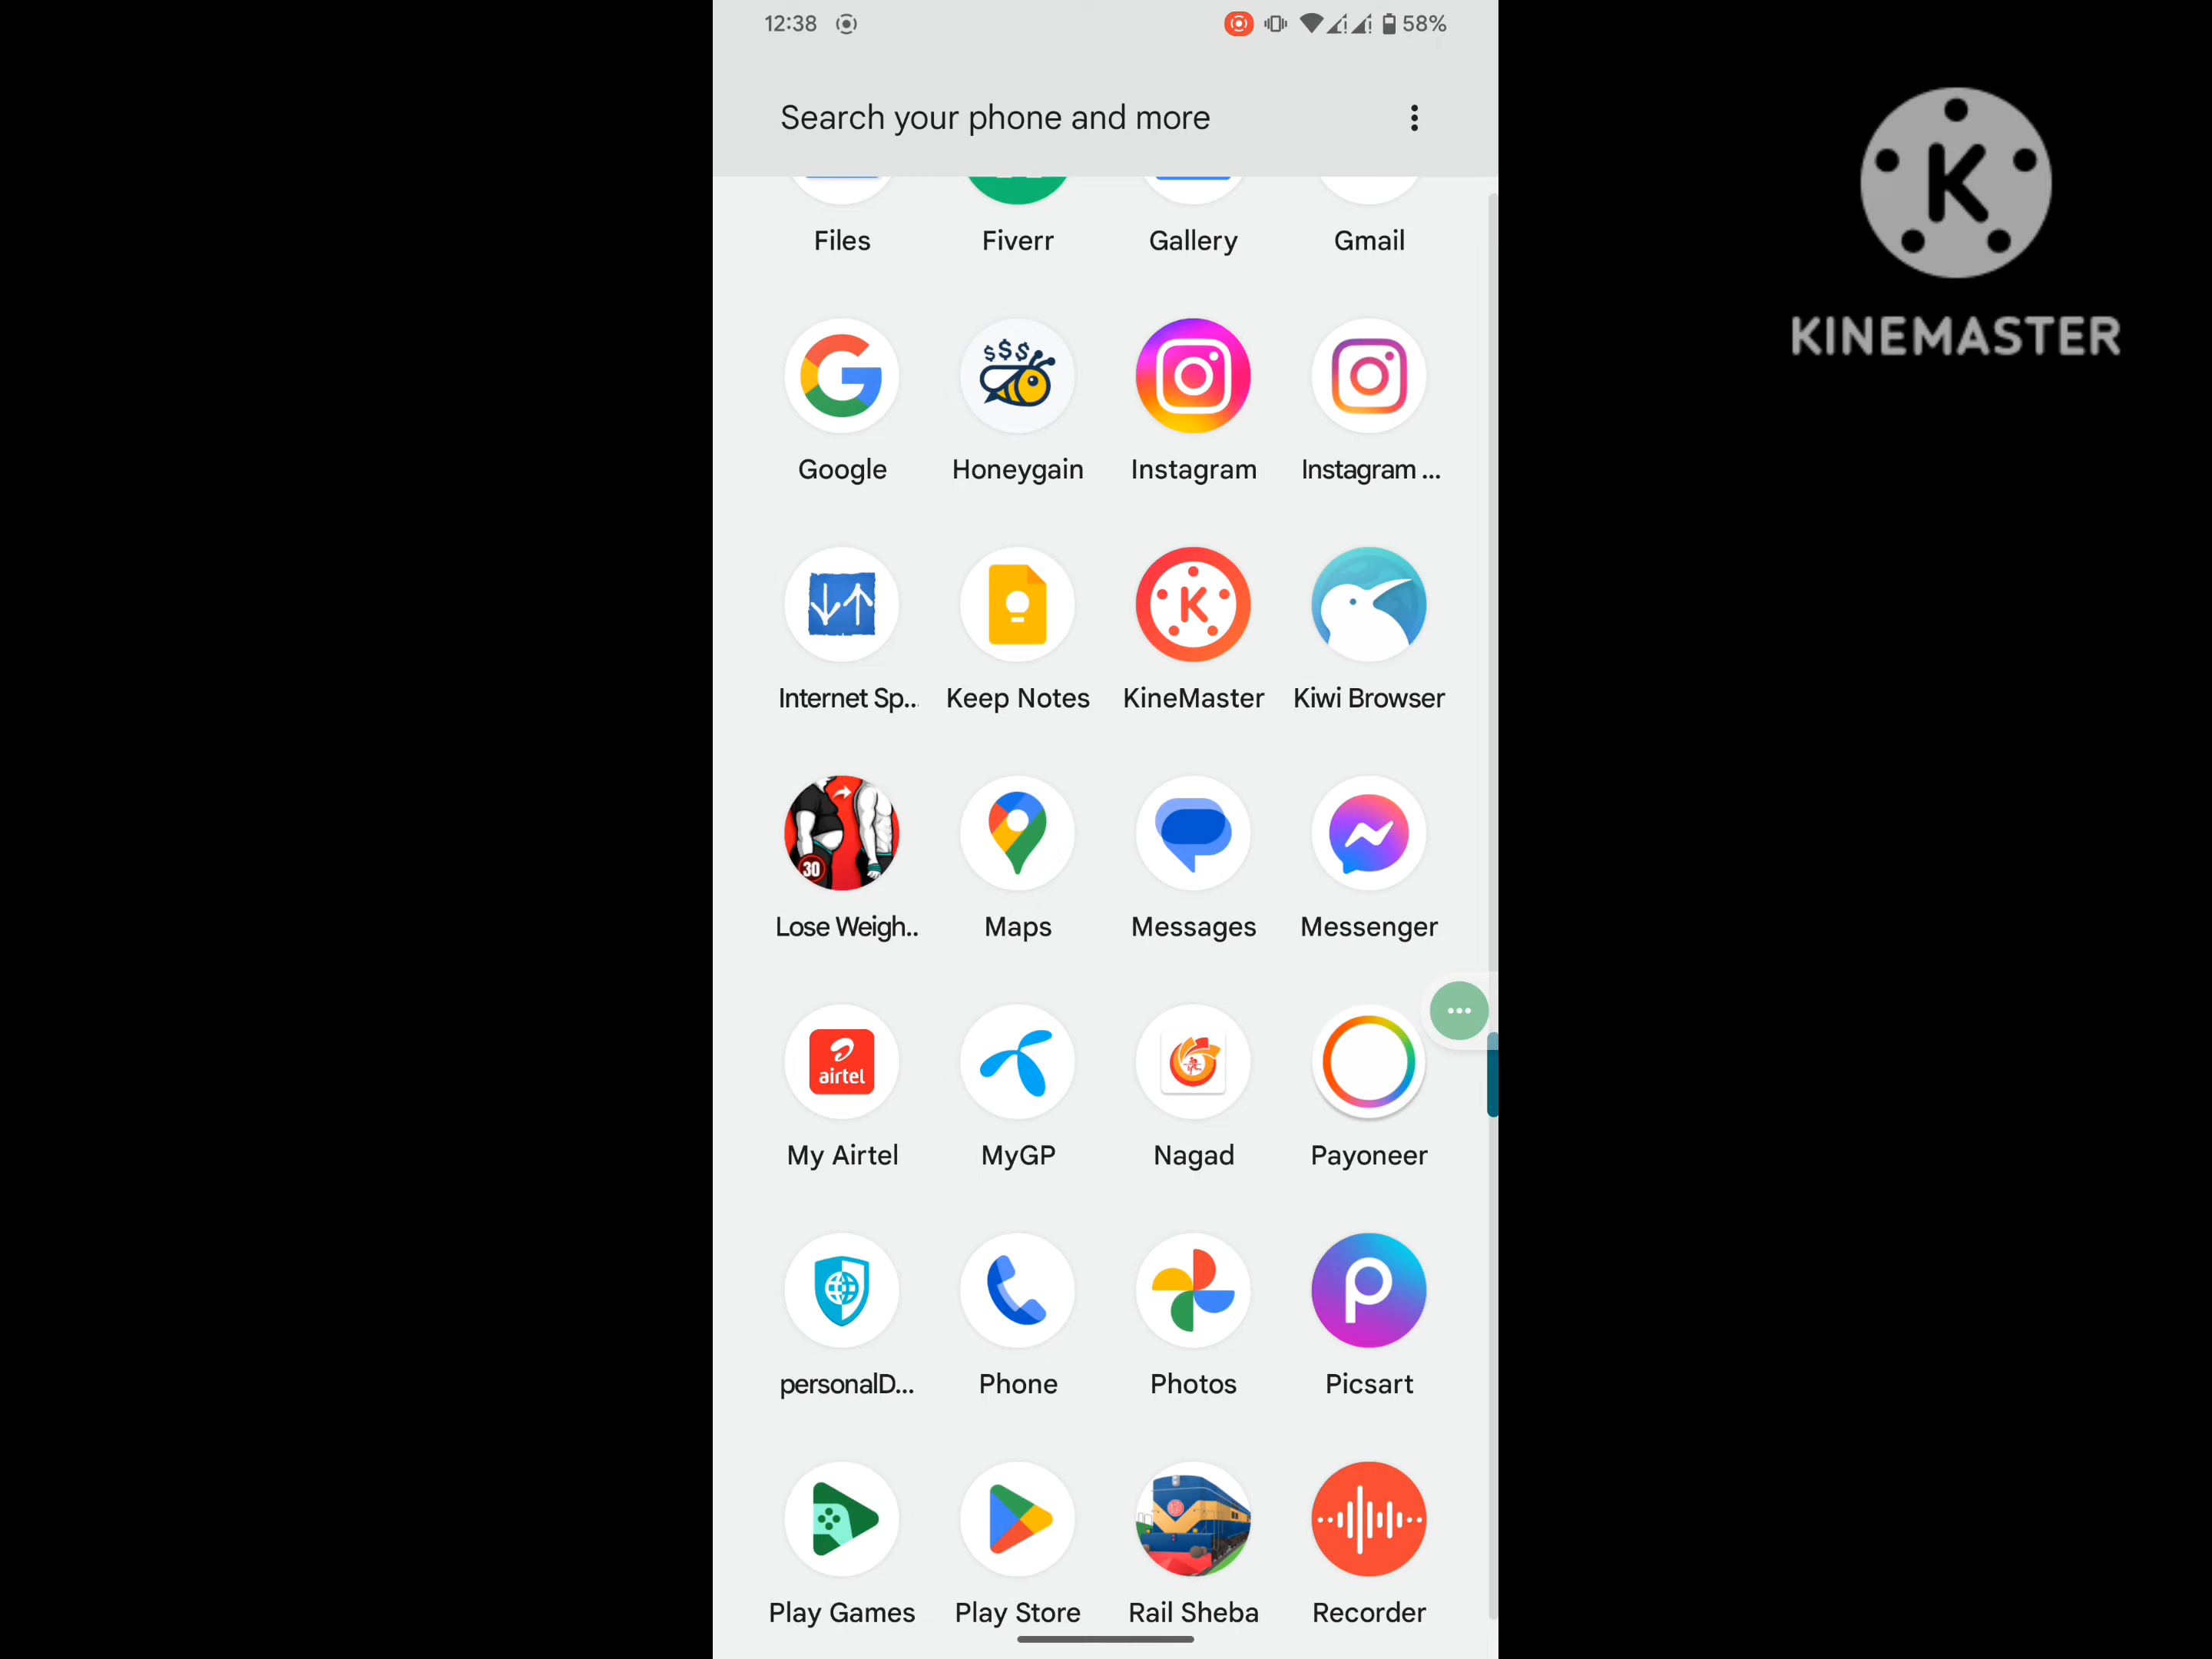 12:38
58%
Search your phone and more
K
KINEMASTER
Files Fiverr Gallery Gmail
$$$
Google Honeygain Instagram Instagram ...
K
Internet Sp.. Keep Notes KineMaster Kiwi Browser
30
Lose Weigh.. Maps Messages Messenger
airtel
My Airtel MyGP Nagad Payoneer
personalD... Phone Photos Picsart
Play Games Play Store Rail Sheba Recorder